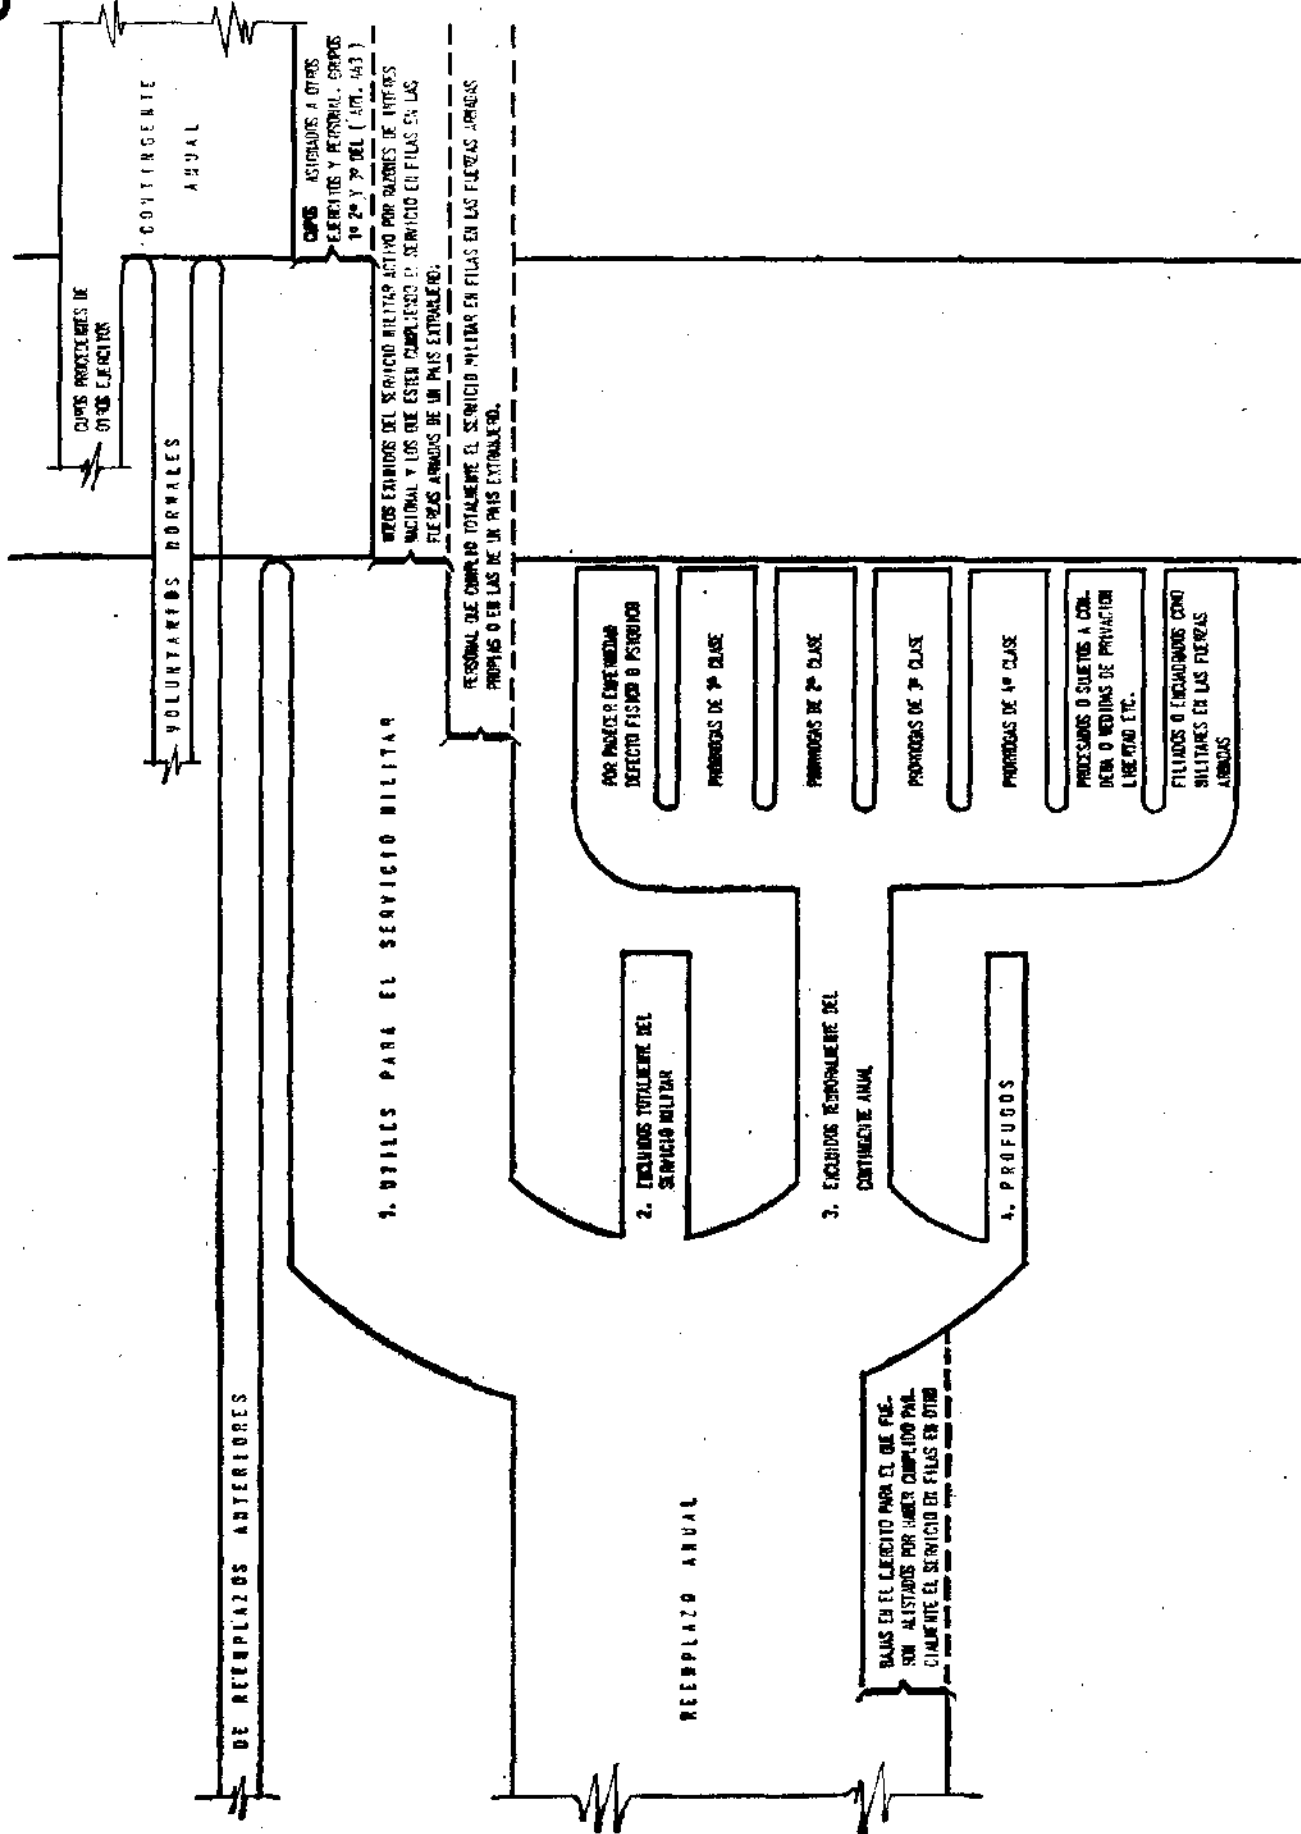 CONTINGENTE
ANUAL
CUPOS PROCEDENTES DE
OTROS EJERCITOS
CUPOS ASIGNADOS A OTROS
EJERCITOS Y PERSONAL. GRUPOS
1º 2º Y 3º DEL ( ART. 443 )
VOLUNTARIOS NORMALES
MOZOS EXIMIDOS DEL SERVICIO MILITAR ACTIVO POR RAZONES DE INTERES
NACIONAL Y LOS QUE ESTEN CUMPLIENDO EL SERVICIO EN FILAS EN LAS
FUERZAS ARMADAS DE UN PAIS EXTRANJERO.
PERSONAL QUE CUMPLIO TOTALMENTE EL SERVICIO MILITAR EN FILAS EN LAS FUERZAS ARMADAS
PROPIAS O EN LAS DE UN PAIS EXTRANJERO.
DE REEMPLAZOS ANTERIORES
1. UTILES PARA EL SERVICIO MILITAR
POR PADECER ENFERMEDAD
DEFECTO FISICO O PSIQUICO
PRORROGAS DE 1ª CLASE
PRORROGAS DE 2ª CLASE
PRORROGAS DE 3ª CLASE
PRORROGAS DE 4ª CLASE
PROCESADOS O SUJETOS A CON-
DENA O MEDIDAS DE PRIVACION
LIBERTAD ETC.
FILIADOS O ENCUADRADOS COMO
MILITARES EN LAS FUERZAS
ARMADAS
2. EXCLUIDOS TOTALMENTE DEL
SERVICIO MILITAR
3. EXCLUIDOS TEMPORALMENTE DEL
CONTINGENTE ANUAL
4. PROFUGOS
REEMPLAZO ANUAL
BAJAS EN EL EJERCITO PARA EL QUE FUE-
RON ALISTADOS POR HABER CUMPLIDO PAR-
CIALMENTE EL SERVICIO EN FILAS EN OTRO